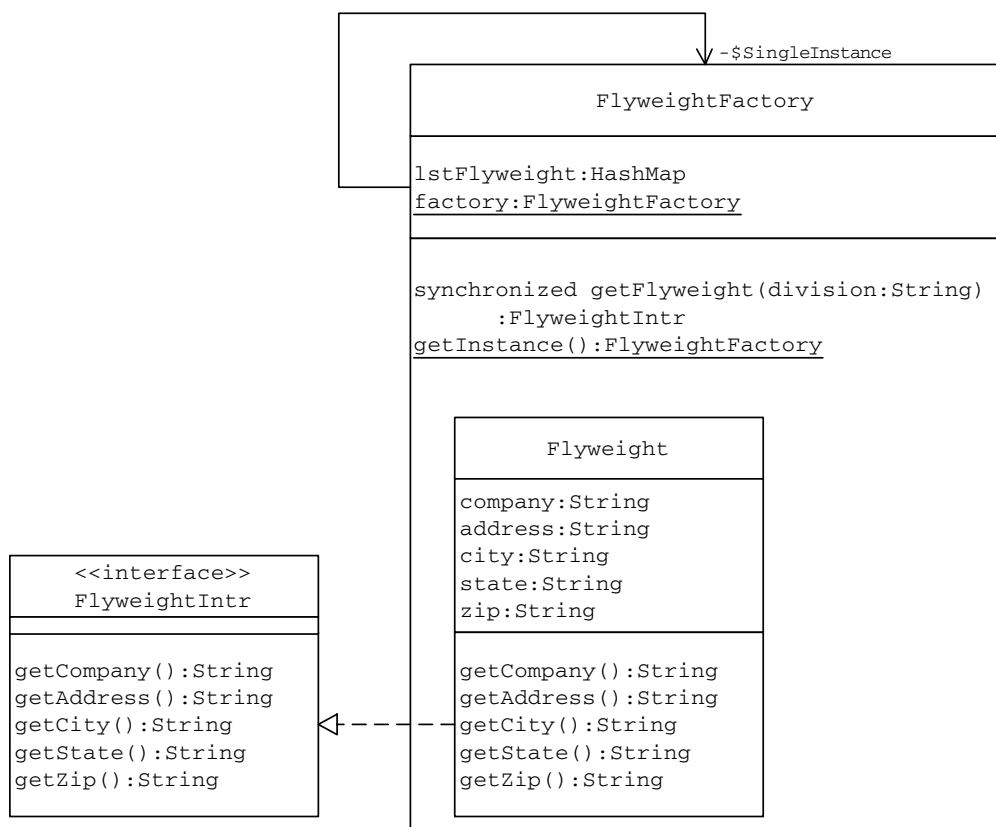 -$SingleInstance
FlyweightFactory
lstFlyweight:HashMap
factory:FlyweightFactory
synchronized getFlyweight(division:String)
:FlyweightIntr
getInstance():FlyweightFactory
Flyweight
company:String
address:String
city:String
state:String
zip:String
getCompany():String
getAddress():String
getCity():String
getState():String
getZip():String
<<interface>>
FlyweightIntr
getCompany():String
getAddress():String
getCity():String
getState():String
getZip():String